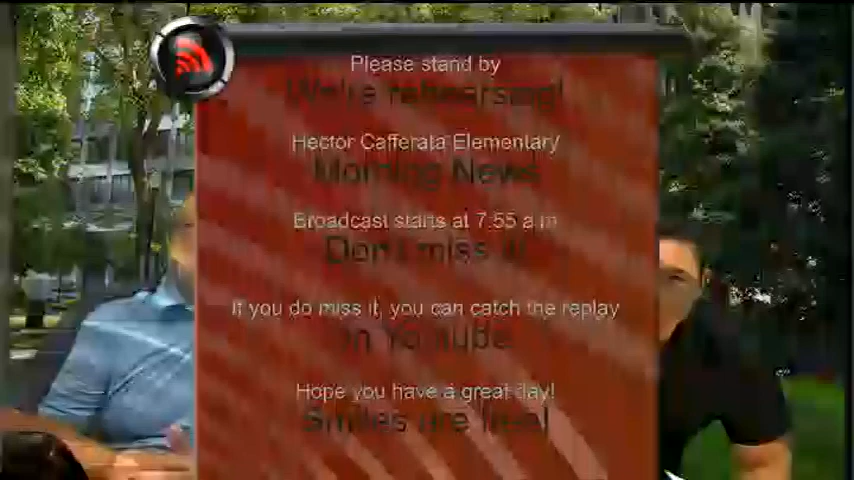 Please stand by
We're rehearsing!
Hector Cafferata Elementary
Morning News
Broadcast starts at 7:55 a.m
Don't miss it!
If you do miss it, you can catch the replay
on Youtube
Hope you have a great day!
Smiles are free!